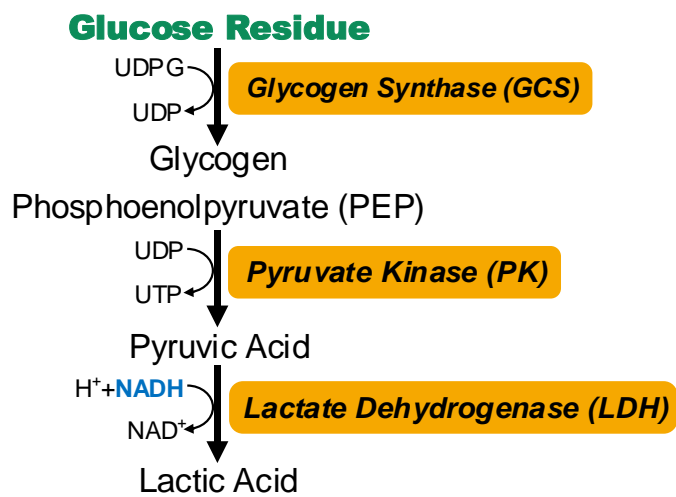 Glucose Residue
UDPG
Glycogen Synthase (GCS)
UDP
Glycogen
Phosphoenolpyruvate (PEP)
UDP
Pyruvate Kinase (PK)
UTP
Pyruvic Acid
H⁺+NADH
Lactate Dehydrogenase (LDH)
NAD⁺
Lactic Acid